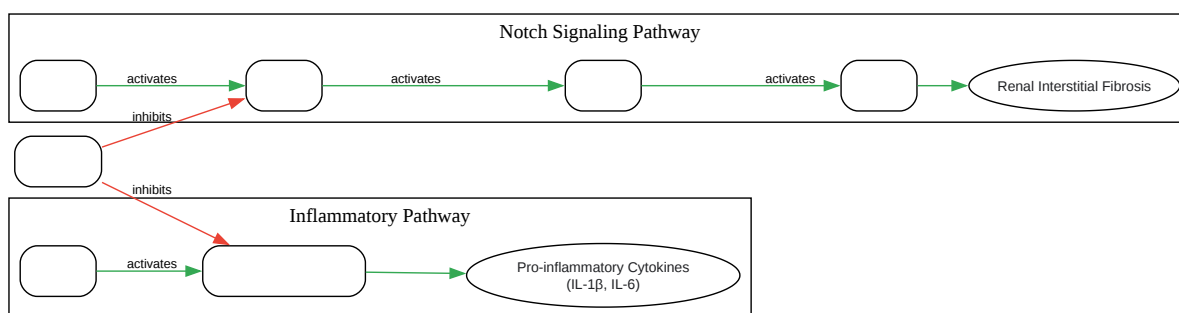 Notch Signaling Pathway
activates
activates
activates
Renal Interstitial Fibrosis
inhibits
inhibits
Inflammatory Pathway
activates
Pro-inflammatory Cytokines
(IL-1β, IL-6)